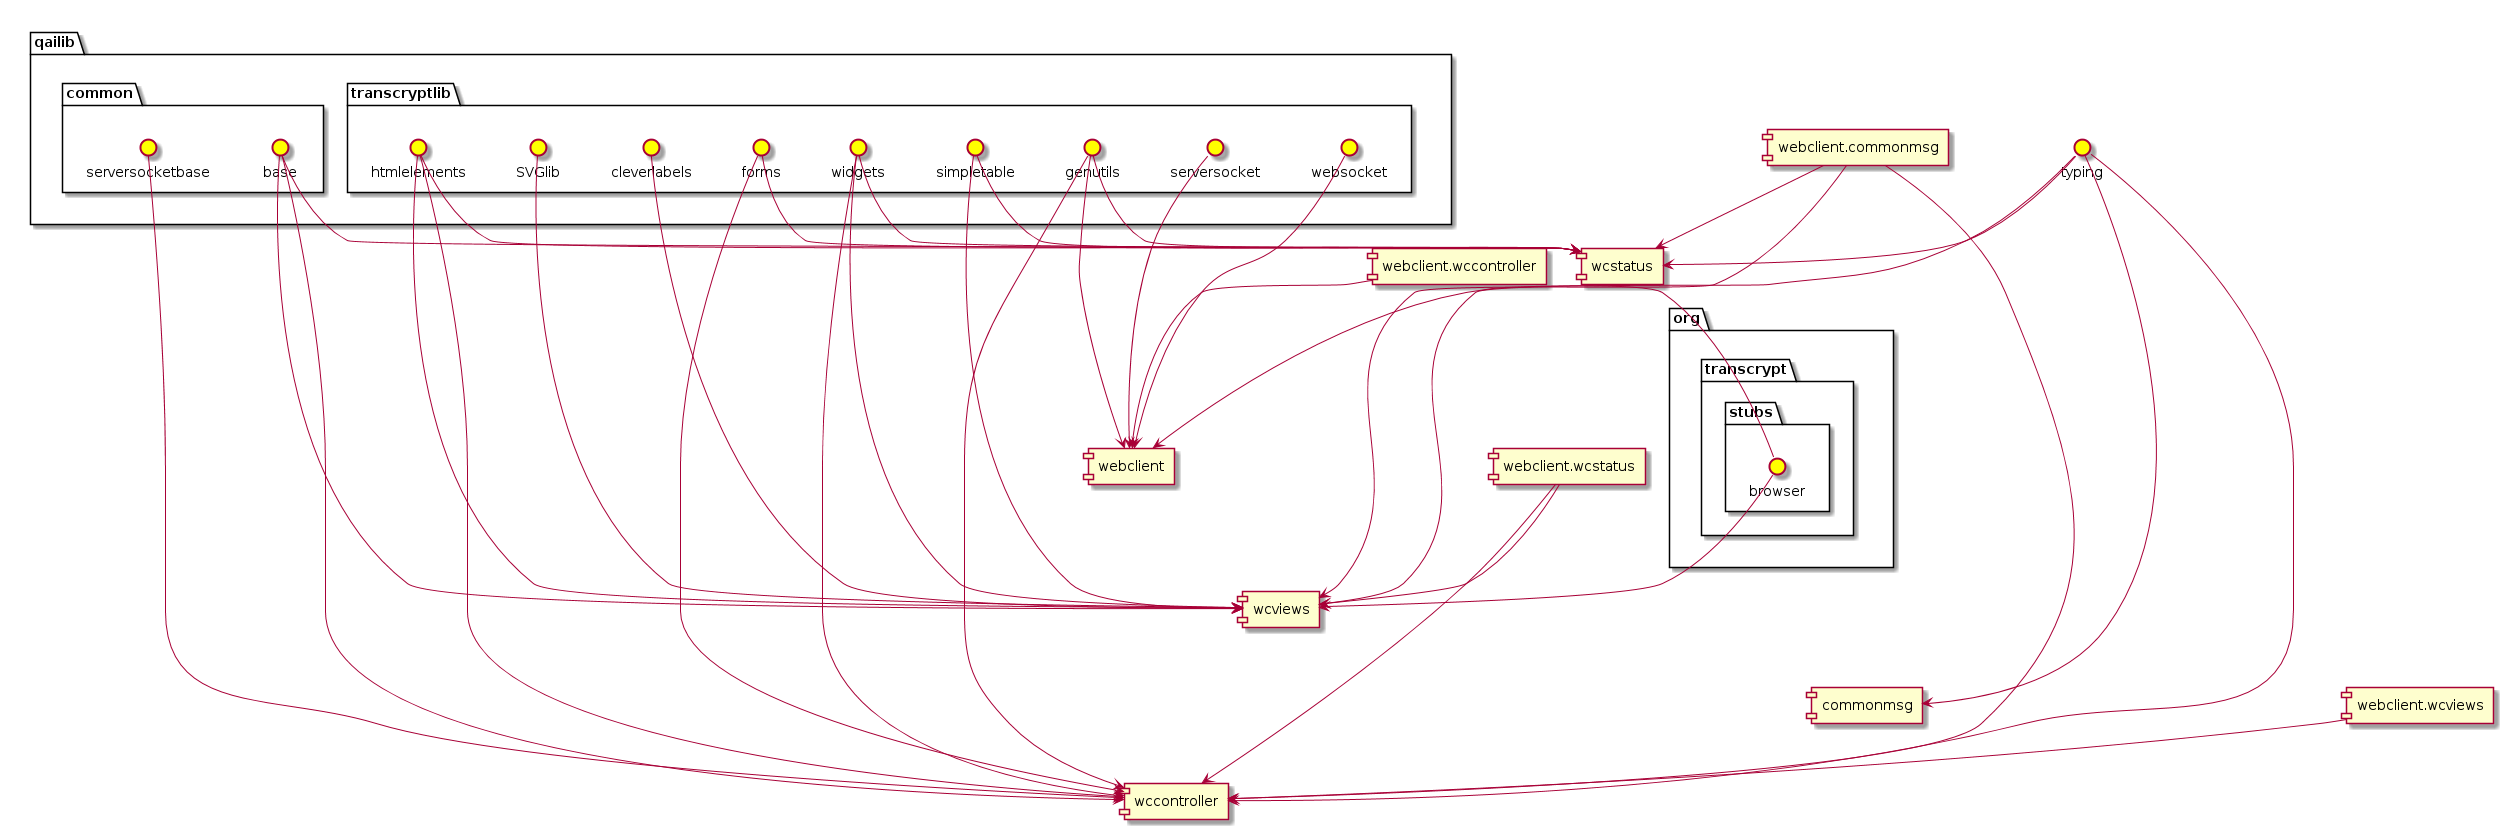 qailib
common
transcryptlib
serversocketbase
base
htmlelements
SVGlib
cleverlabels
forms
widgets
simpletable
genutils
serversocket
websocket
webclient.commonmsg
typing
webclient.wccontroller
wcstatus
org
transcrypt
stubs
browser
webclient
webclient.wcstatus
wcviews
commonmsg
webclient.wcviews
wccontroller